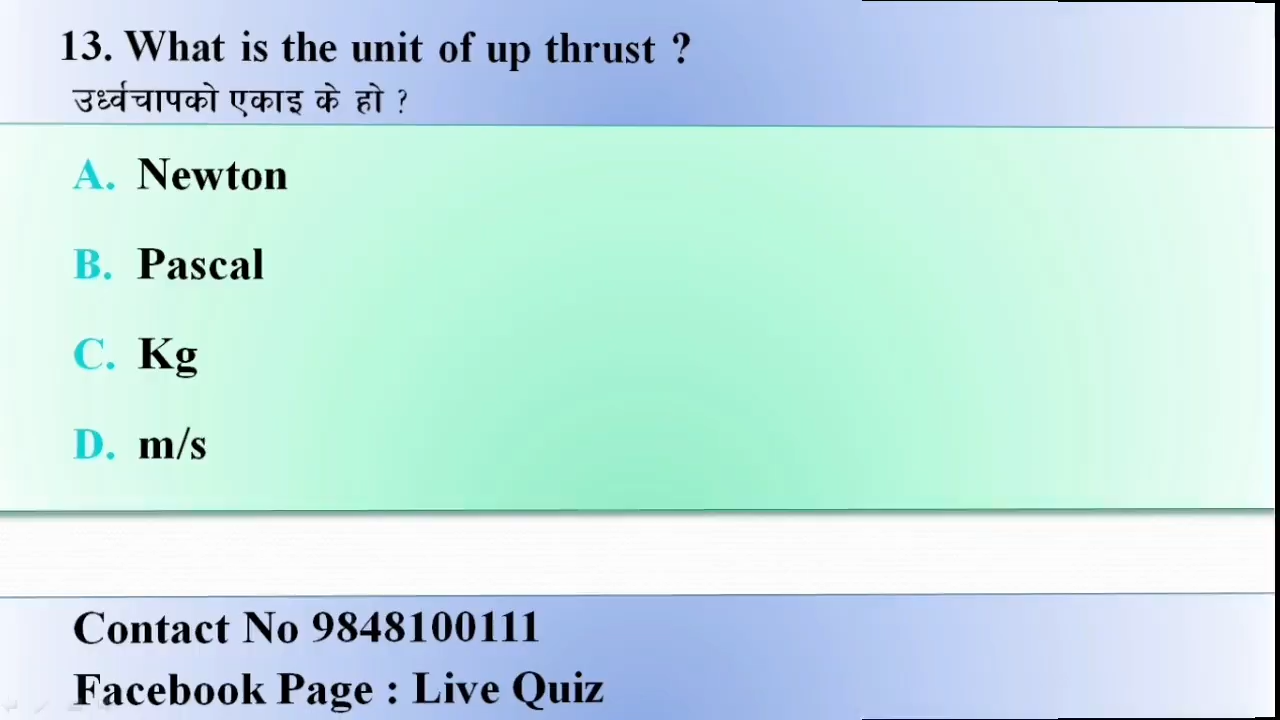 13. What is the unit of up thrust ?
उर्ध्वचापको एकाइ के हो ?
A. Newton
B. Pascal
C. Kg
D. m/s
Contact No 9848100111
Facebook Page : Live Quiz